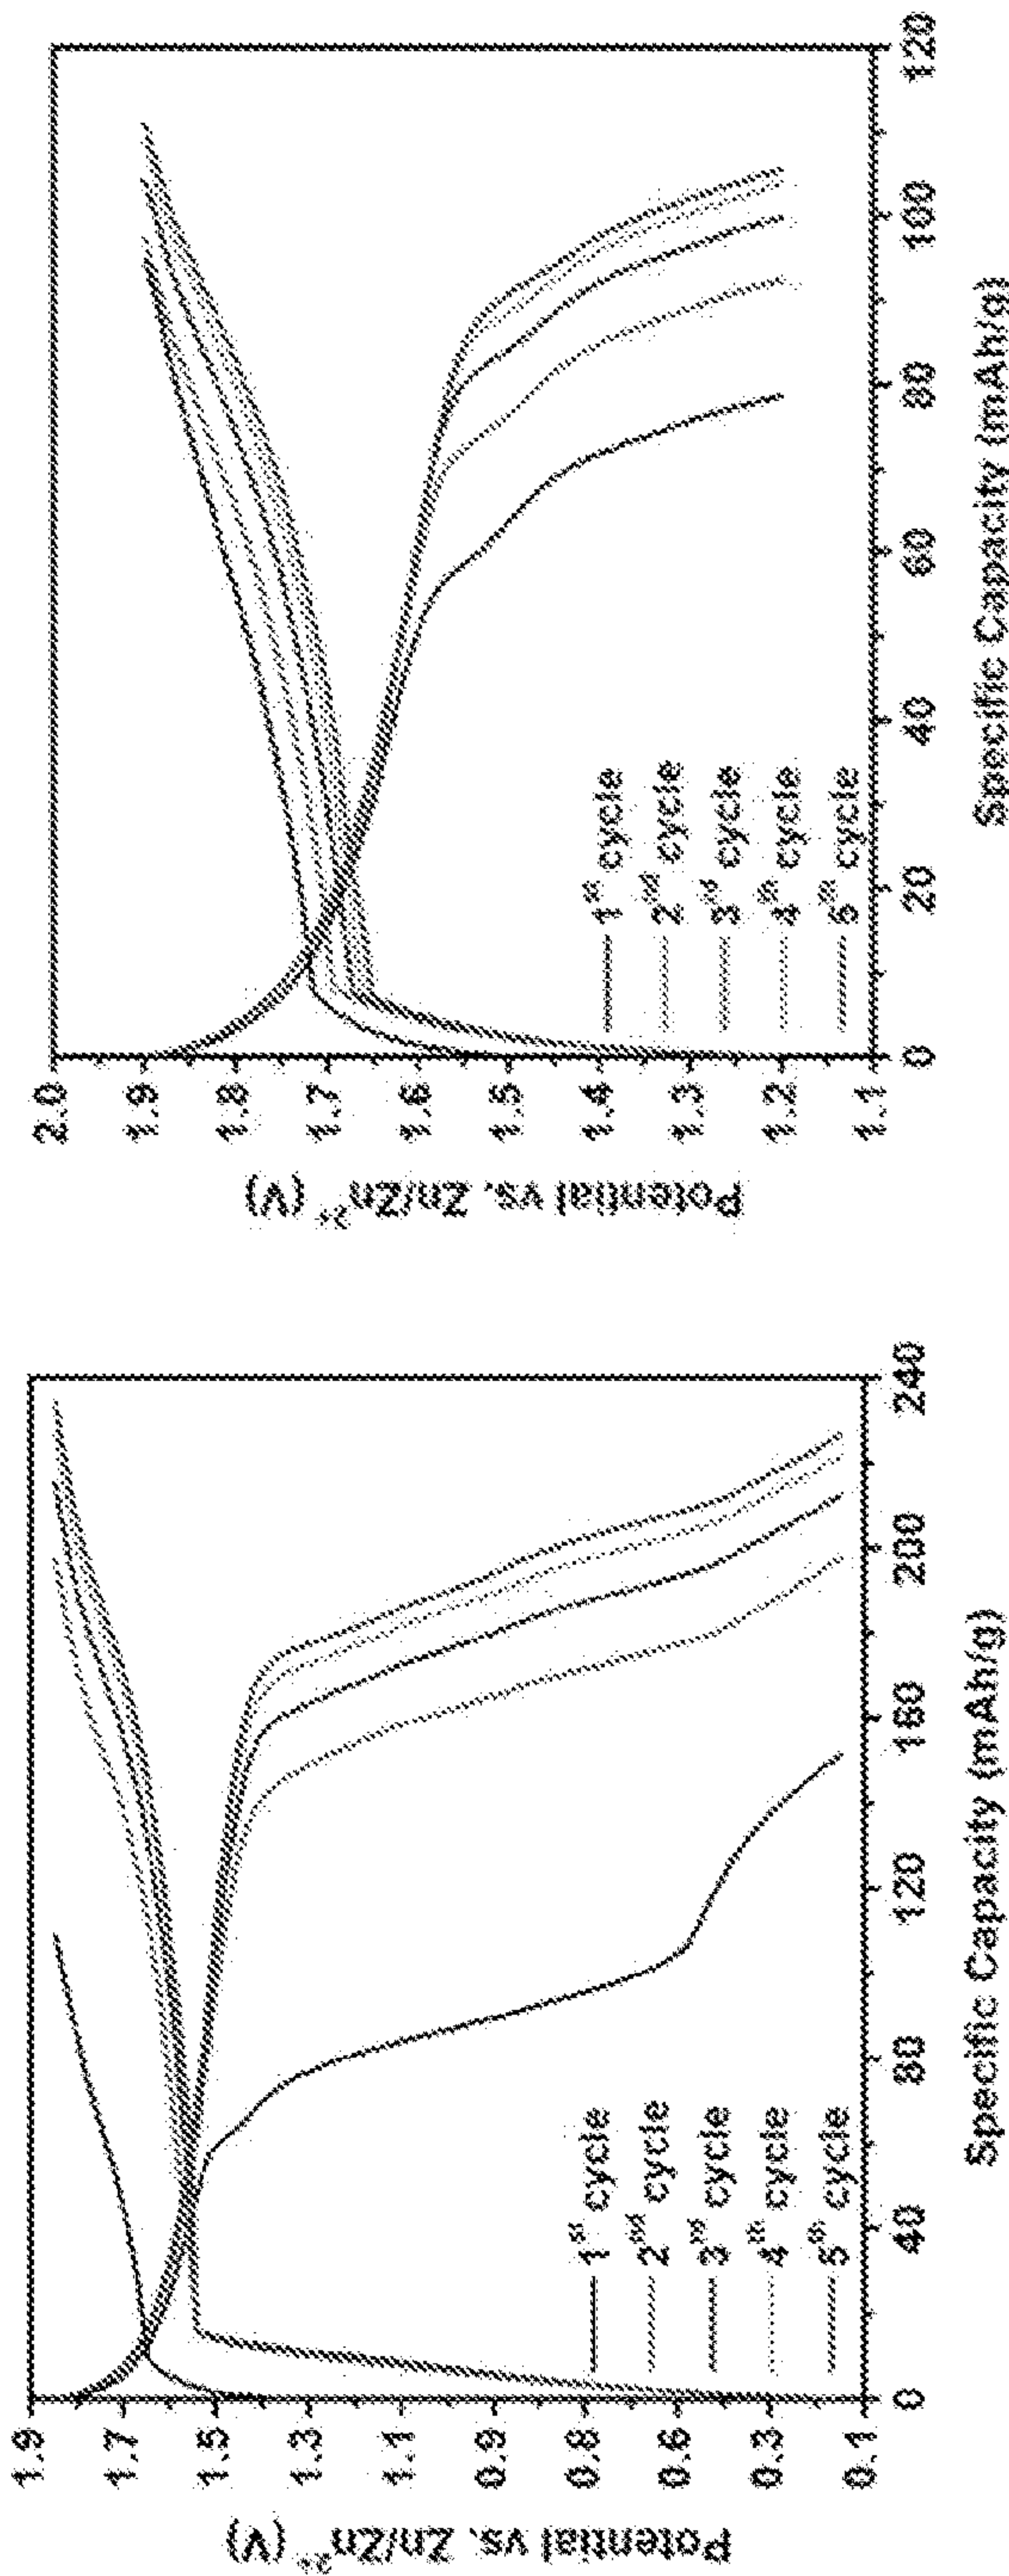 Potential vs. Zn/Zn²⁺ (V)
1.9
1.7
1.5
1.3
1.1
0.9
0.8
0.6
0.3
0.1
1ˢᵗ cycle
2ⁿᵈ cycle
3ʳᵈ cycle
4ᵗʰ cycle
5ᵗʰ cycle
0 40 80 120 160 200 240
Specific Capacity (mAh/g)
Potential vs. Zn/Zn²⁺ (V)
2.0
1.9
1.8
1.7
1.6
1.5
1.4
1.3
1.2
1.1
1ˢᵗ cycle
2ⁿᵈ cycle
3ʳᵈ cycle
4ᵗʰ cycle
5ᵗʰ cycle
0 20 40 60 80 100 120
Specific Capacity (mAh/g)